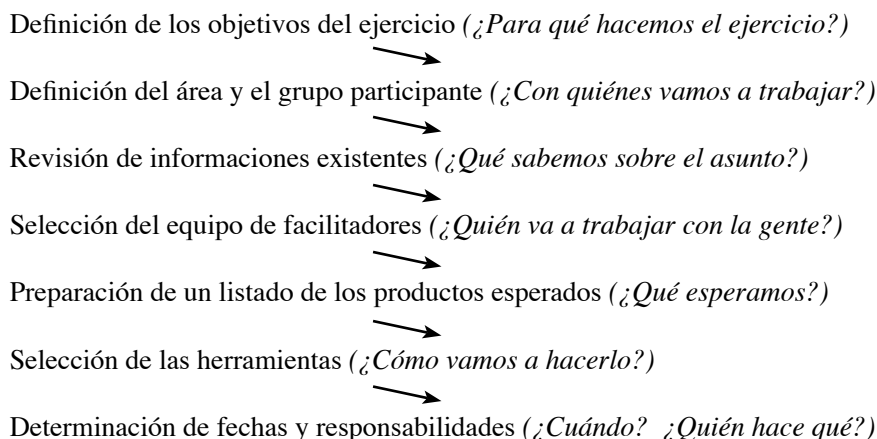 Definición de los objetivos del ejercicio (¿Para qué hacemos el ejercicio?)
Definición del área y el grupo participante (¿Con quiénes vamos a trabajar?)
Revisión de informaciones existentes (¿Qué sabemos sobre el asunto?)
Selección del equipo de facilitadores (¿Quién va a trabajar con la gente?)
Preparación de un listado de los productos esperados (¿Qué esperamos?)
Selección de las herramientas (¿Cómo vamos a hacerlo?)
Determinación de fechas y responsabilidades (¿Cuándo? ¿Quién hace qué?)